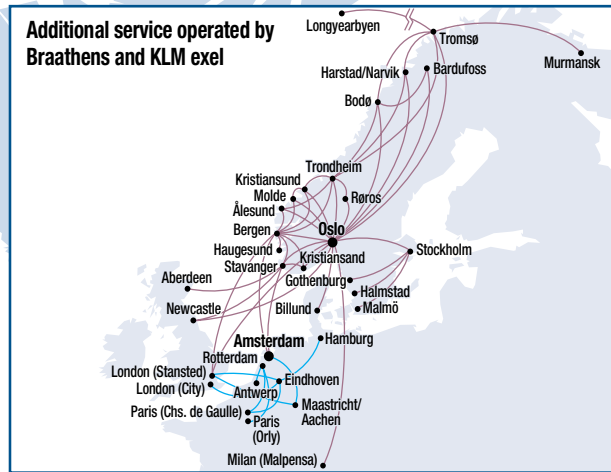 Additional service operated by
Braathens and KLM exel
Longyearbyen
Tromsø
Murmansk
Harstad/Narvik
Bardufoss
Bodø
Trondheim
Kristiansund
Molde
Røros
Ålesund
Bergen
Oslo
Haugesund
Kristiansand
Stockholm
Stavanger
Gothenburg
Aberdeen
Halmstad
Newcastle
Billund
Malmö
Amsterdam
Hamburg
Rotterdam
London (Stansted)
Eindhoven
London (City)
Antwerp
Maastricht/
Aachen
Paris (Chs. de Gaulle)
Paris
(Orly)
Milan (Malpensa)